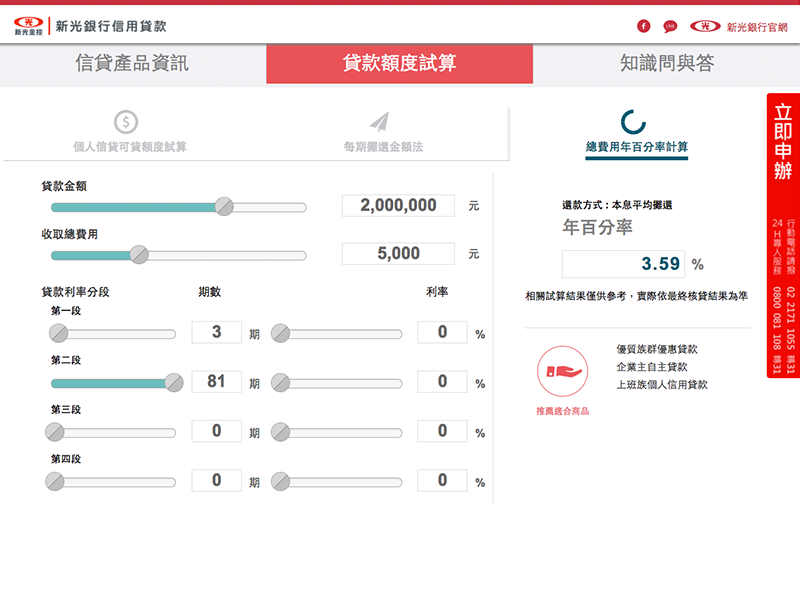 新光金控
新光銀行信用貸款
新光銀行官網
信貸產品資訊
貸款額度試算
知識問與答
個人信貸可貸額度試算
每期攤還金額法
總費用年百分率計算
貸款金額
2,000,000 元
收取總費用
5,000 元
貸款利率分段 期數 利率
第一段
3 期 0 %
第二段
81 期 0 %
第三段
0 期 0 %
第四段
0 期 0 %
還款方式：本息平均攤還
年百分率
3.59 %
相關試算結果僅供參考，實際依最終核貸結果為準
推薦適合商品
優質族群優惠貸款
企業主自主貸款
上班族個人信用貸款
立即申辦
行動電話請撥 02 2171 1055 轉31
24H專人服務 0800 081 108 轉31